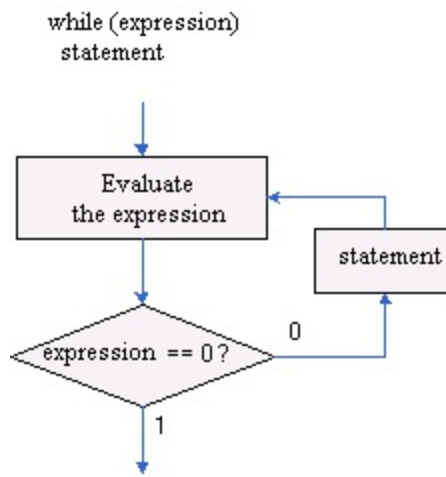 while (expression)
statement
Evaluate
the expression
statement
expression == 0 ?
0
1